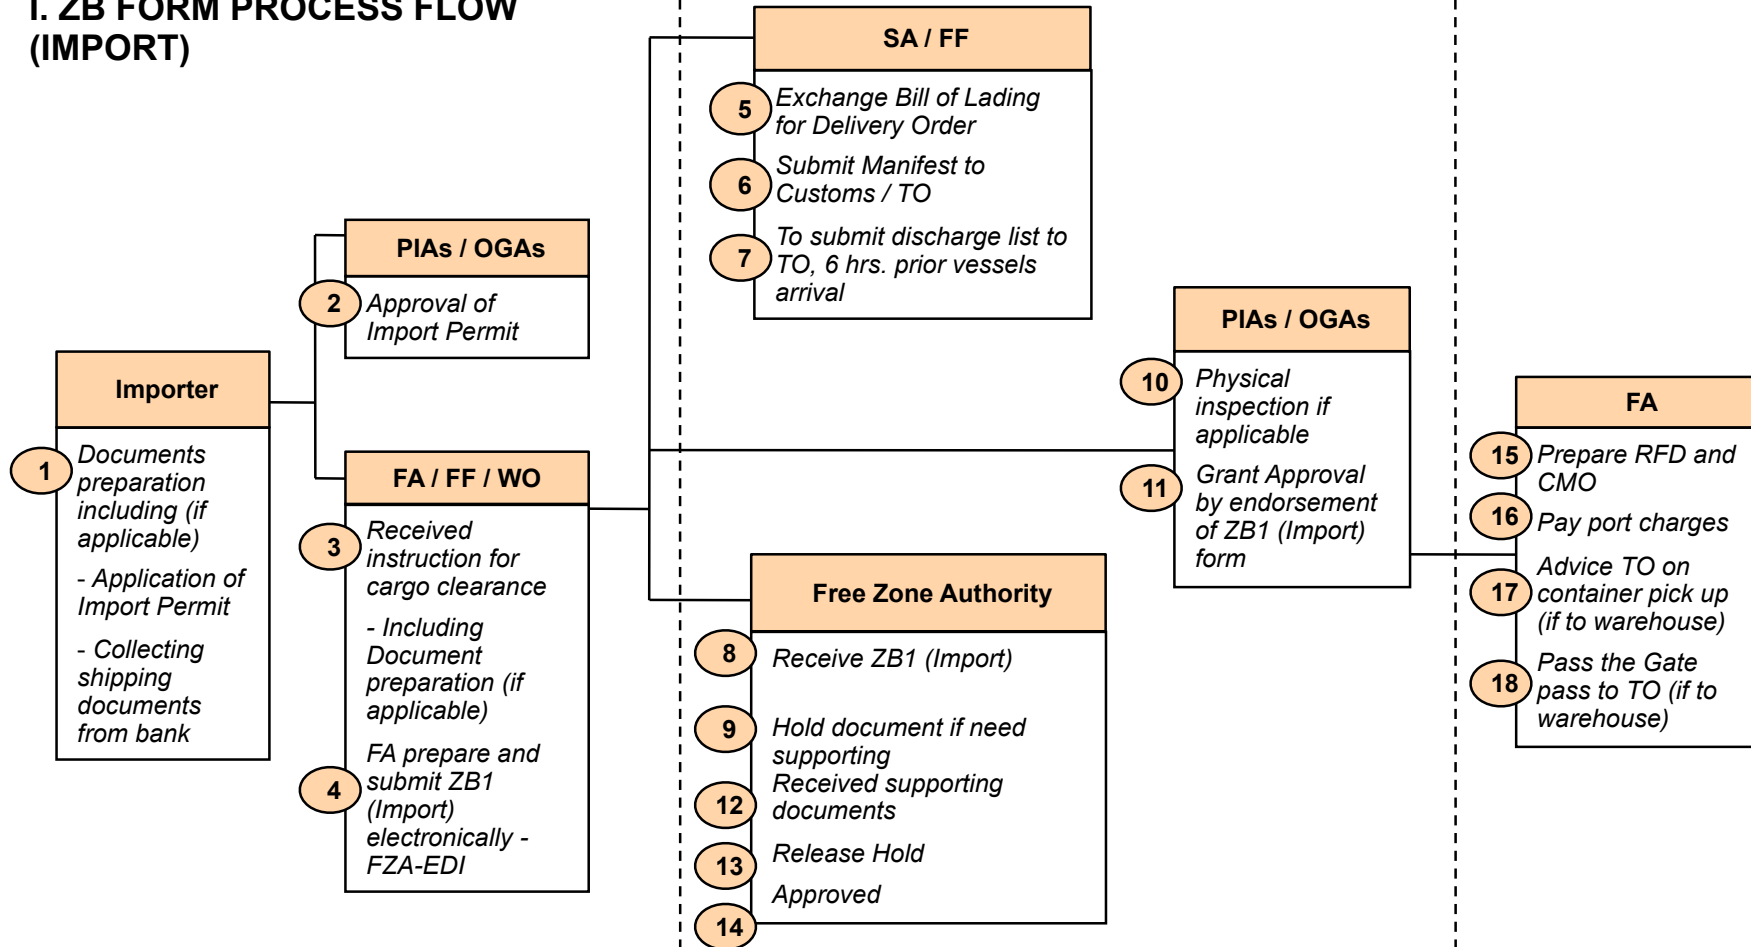 I. ZB FORM PROCESS FLOW
(IMPORT)
Importer
1
Documents
preparation
including (if
applicable)
- Application of
Import Permit
- Collecting
shipping
documents
from bank
PIAs / OGAs
2
Approval of
Import Permit
FA / FF / WO
3
Received
instruction for
cargo clearance
- Including
Document
preparation (if
applicable)
4
FA prepare and
submit ZB1
(Import)
electronically -
FZA-EDI
SA / FF
5
Exchange Bill of Lading
for Delivery Order
6
Submit Manifest to
Customs / TO
7
To submit discharge list to
TO, 6 hrs. prior vessels
arrival
Free Zone Authority
8
Receive ZB1 (Import)
9
Hold document if need
supporting
12
Received supporting
documents
13
Release Hold
14
Approved
PIAs / OGAs
10
Physical
inspection if
applicable
11
Grant Approval
by endorsement
of ZB1 (Import)
form
FA
15
Prepare RFD and
CMO
16
Pay port charges
17
Advice TO on
container pick up
(if to warehouse)
18
Pass the Gate
pass to TO (if to
warehouse)